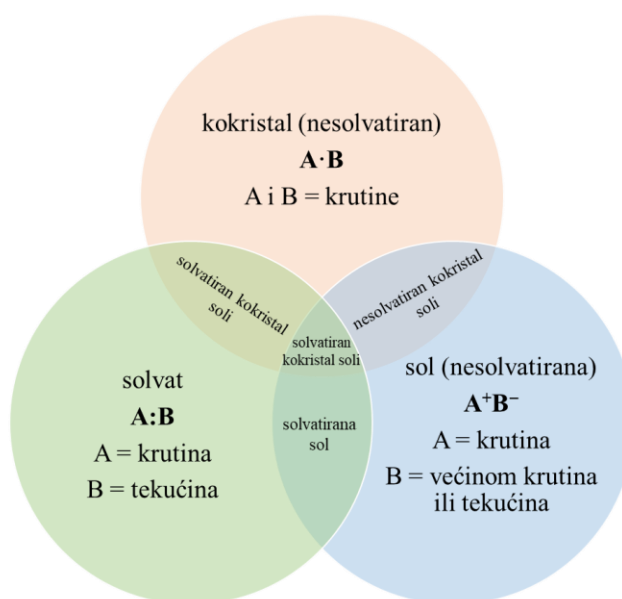 kokristal (nesolvatiran)
A·B
A i B = krutine
solvatiran kokristal
soli
nesolvatiran kokristal
soli
solvatiran
kokristal soli
solvat
A:B
A = krutina
B = tekućina
solvatirana
sol
sol (nesolvatirana)
A⁺B⁻
A = krutina
B = većinom krutina
ili tekućina